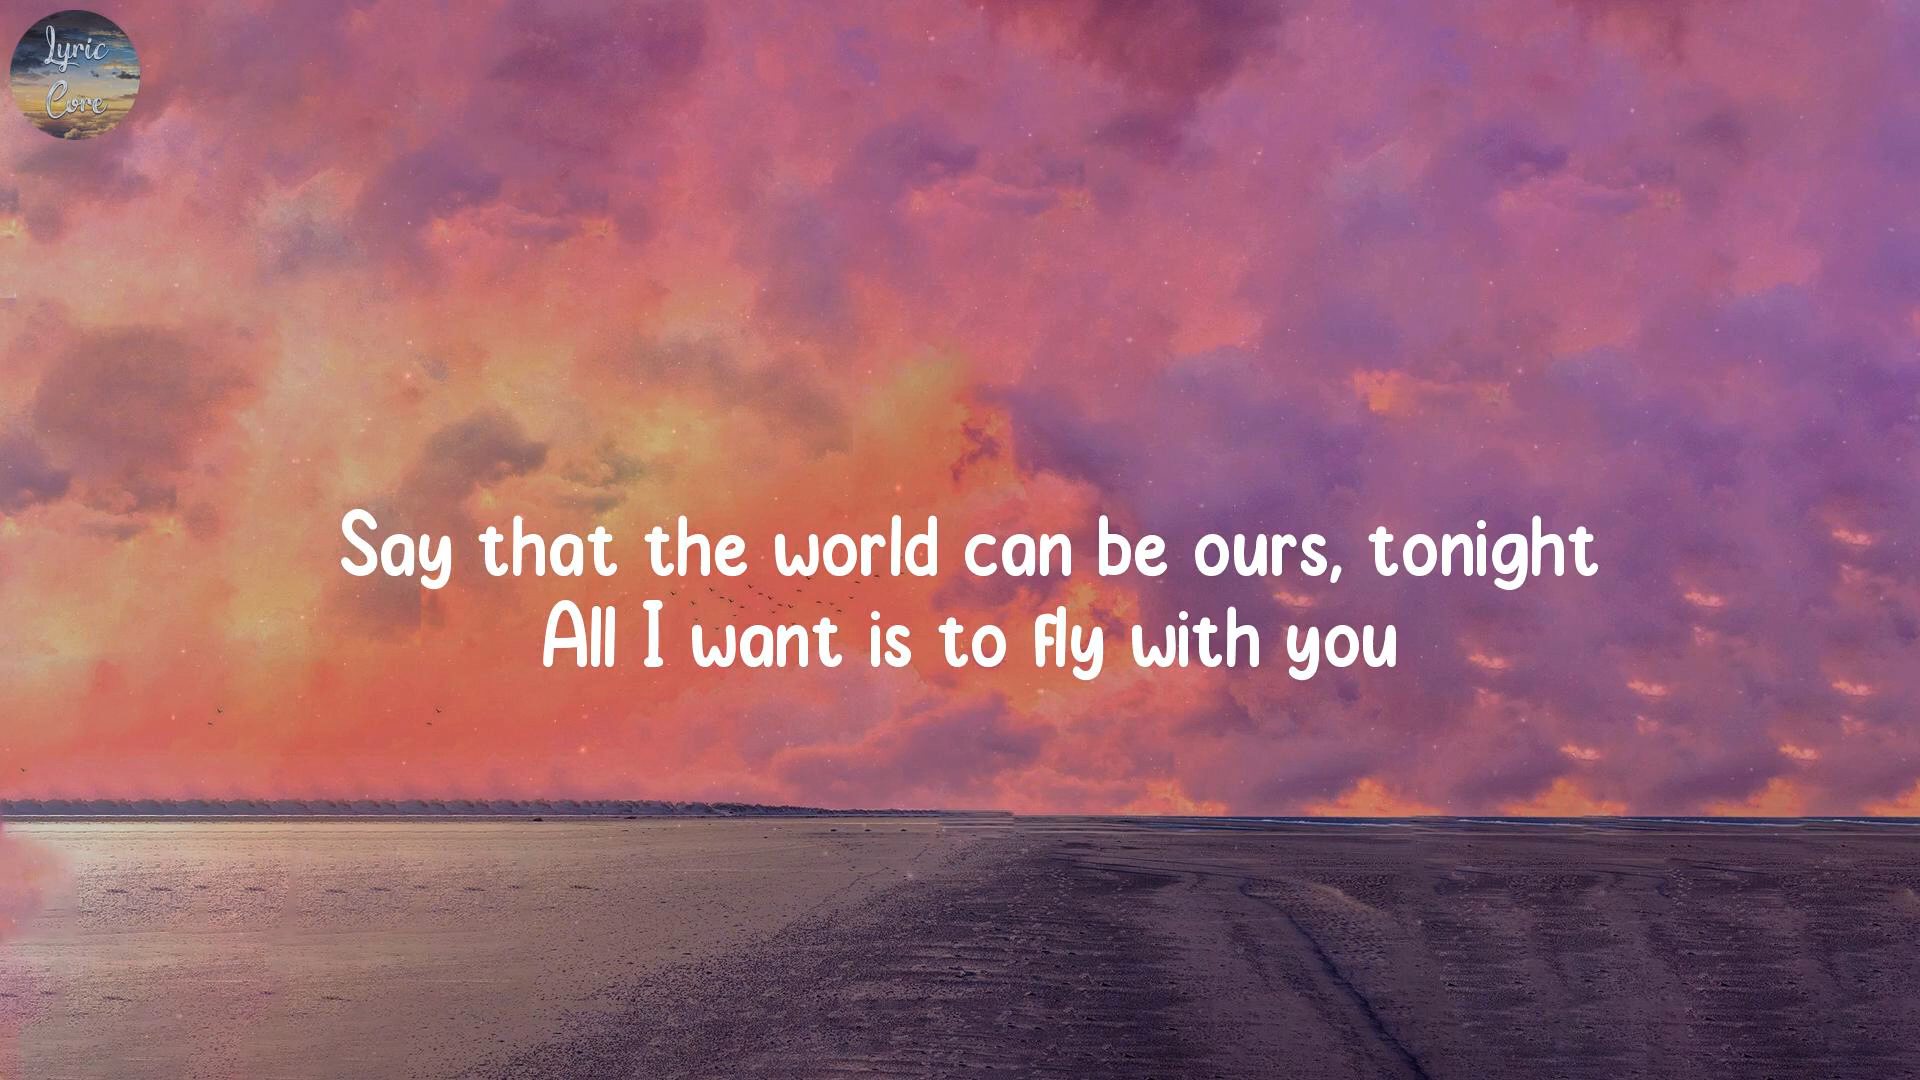 Lyric
Core
Say that the world can be ours, tonight
All I want is to fly with you